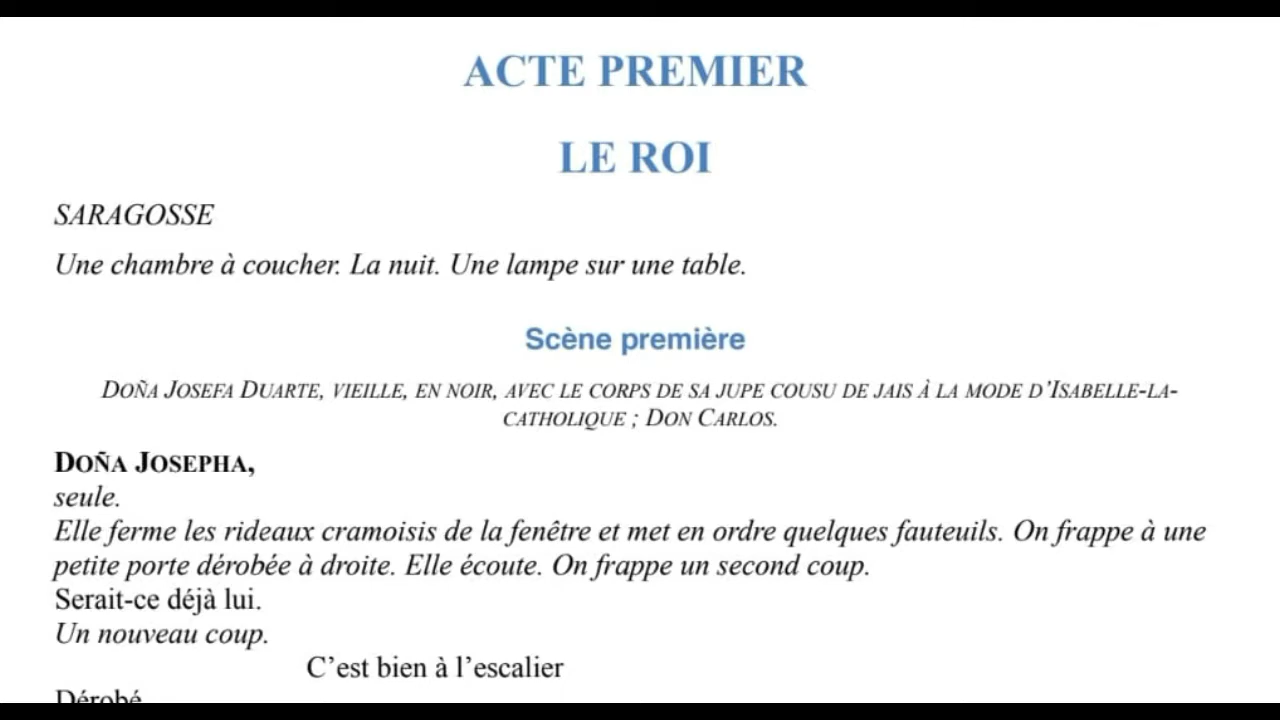 ACTE PREMIER
LE ROI
SARAGOSSE
Une chambre à coucher. La nuit. Une lampe sur une table.
Scène première
DOÑA JOSEFA DUARTE, VIEILLE, EN NOIR, AVEC LE CORPS DE SA JUPE COUSU DE JAIS À LA MODE D’ISABELLE-LA-
CATHOLIQUE ; DON CARLOS.
DOÑA JOSEPHA,
seule.
Elle ferme les rideaux cramoisis de la fenêtre et met en ordre quelques fauteuils. On frappe à une
petite porte dérobée à droite. Elle écoute. On frappe un second coup.
Serait-ce déjà lui.
Un nouveau coup.
C’est bien à l’escalier
Dérobé